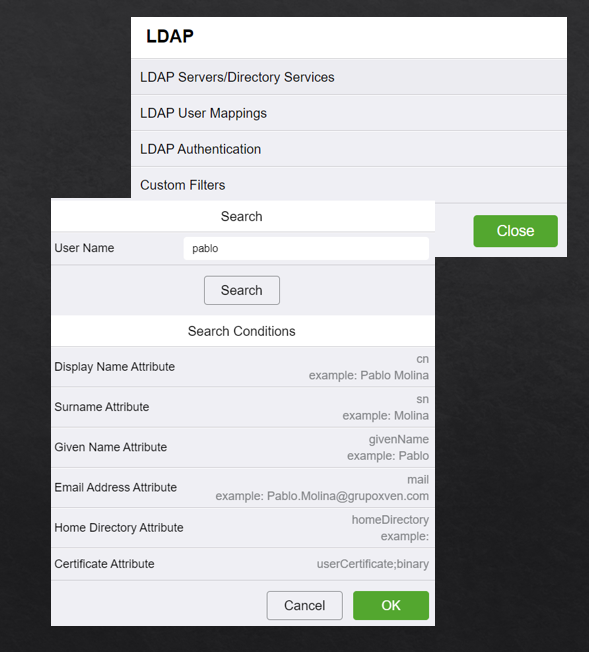 LDAP
LDAP Servers/Directory Services
LDAP User Mappings
LDAP Authentication
Custom Filters
Close
Search
User Name pablo
Search
Search Conditions
Display Name Attribute cn
example: Pablo Molina
Surname Attribute sn
example: Molina
Given Name Attribute givenName
example: Pablo
Email Address Attribute mail
example: Pablo.Molina@grupoxven.com
Home Directory Attribute homeDirectory
example:
Certificate Attribute userCertificate;binary
Cancel OK